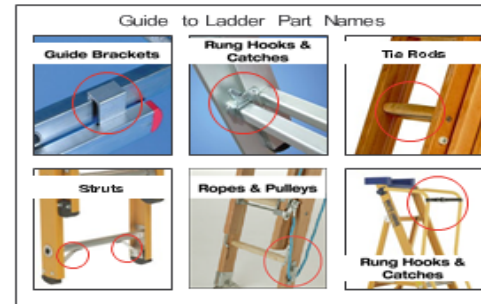 Guide to Ladder Part Names
Guide Brackets
Rung Hooks &
Catches
Tie Rods
Struts
Ropes & Pulleys
Rung Hooks &
Catches